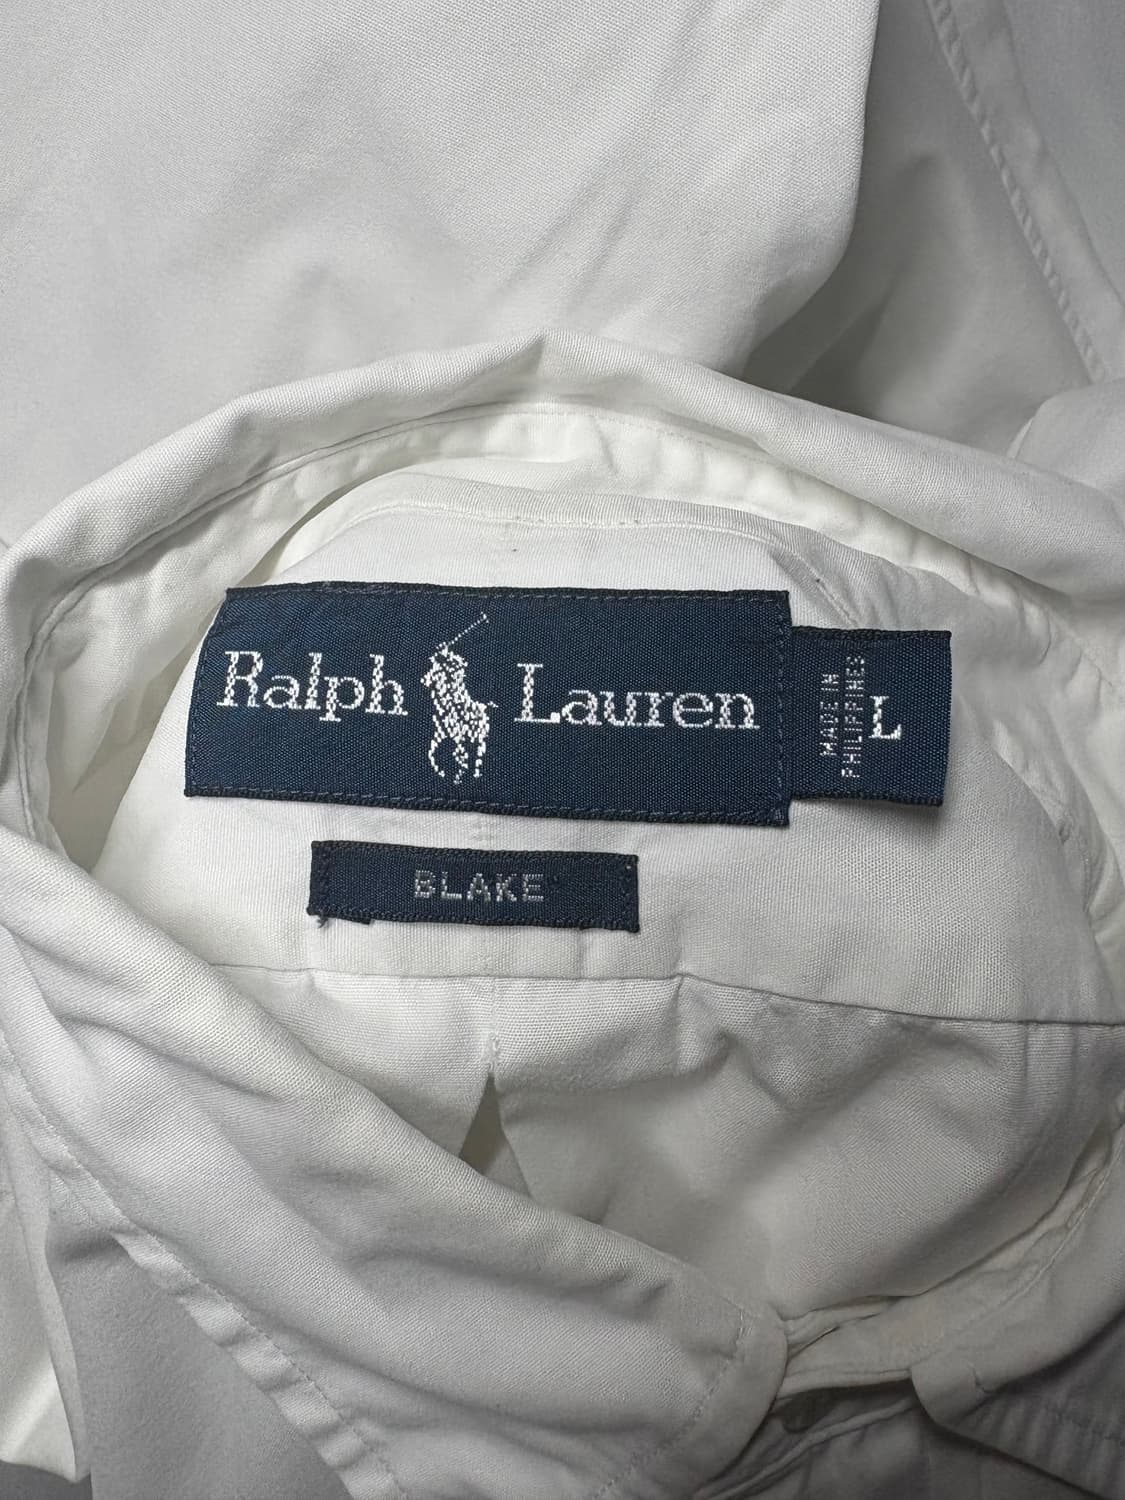 Ralph Lauren
MADE IN
PHILIPPINES
L
BLAKE